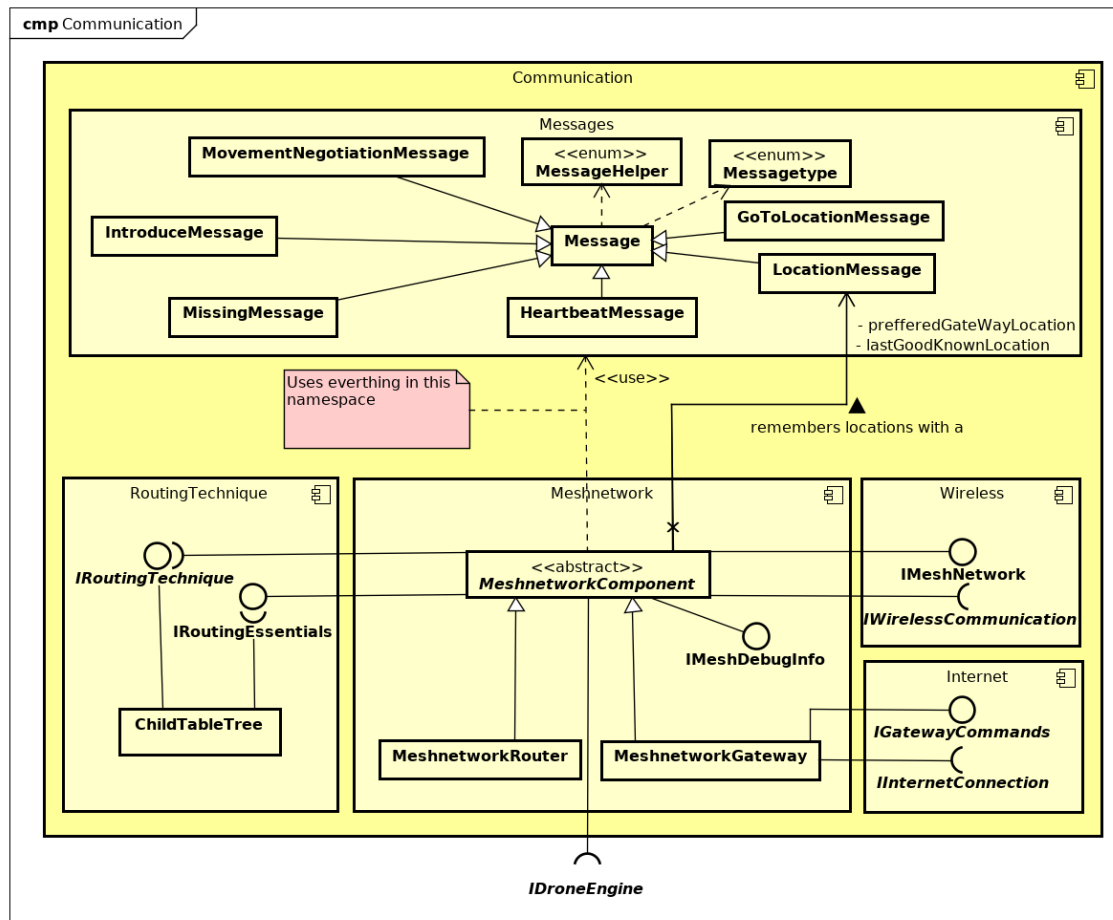 cmp Communication
Communication
Messages
MovementNegotiationMessage
<<enum>>
MessageHelper
<<enum>>
Messagetype
IntroduceMessage
Message
GoToLocationMessage
LocationMessage
MissingMessage
HeartbeatMessage
- prefferedGateWayLocation
- lastGoodKnownLocation
Uses everthing in this
namespace
<<use>>
remembers locations with a
RoutingTechnique
IRoutingTechnique
IRoutingEssentials
ChildTableTree
Meshnetwork
<<abstract>>
MeshnetworkComponent
IMeshDebugInfo
MeshnetworkRouter
MeshnetworkGateway
Wireless
IMeshNetwork
IWirelessCommunication
Internet
IGatewayCommands
IInternetConnection
IDroneEngine